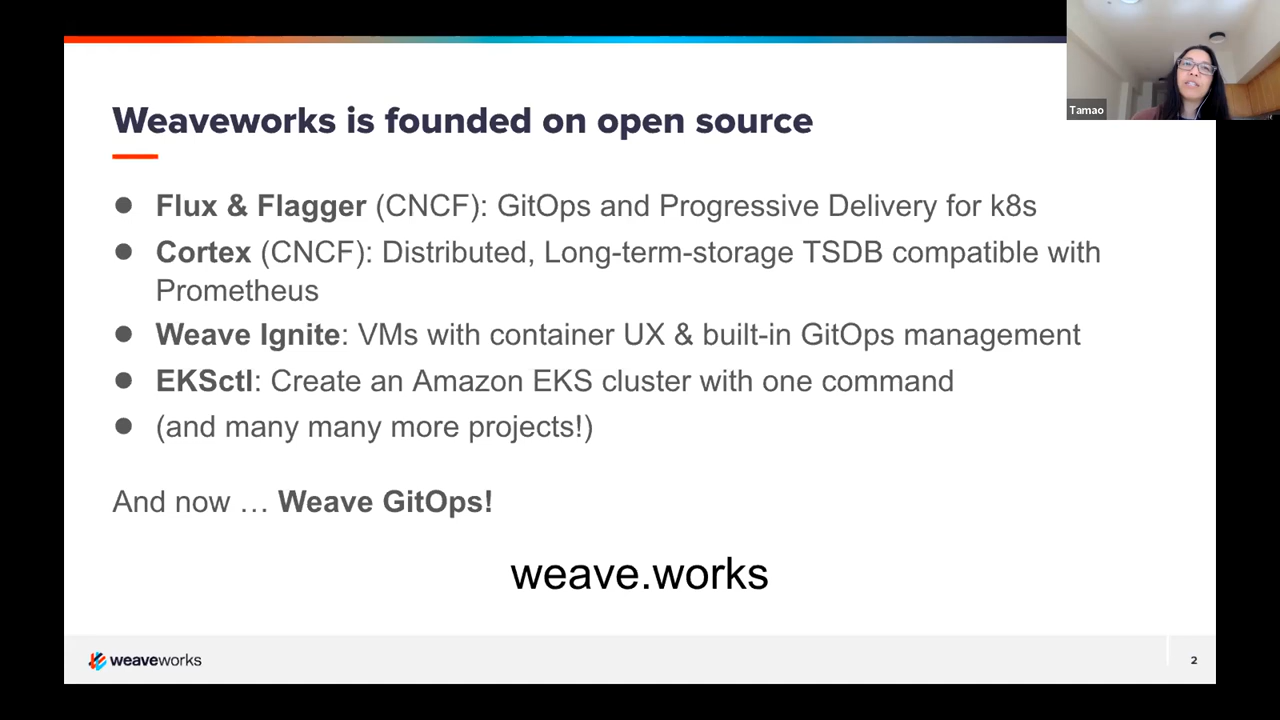 Tamao
Weaveworks is founded on open source
● Flux & Flagger (CNCF): GitOps and Progressive Delivery for k8s
● Cortex (CNCF): Distributed, Long-term-storage TSDB compatible with
Prometheus
● Weave Ignite: VMs with container UX & built-in GitOps management
● EKSctl: Create an Amazon EKS cluster with one command
● (and many many more projects!)
And now … Weave GitOps!
weave.works
weaveworks
2